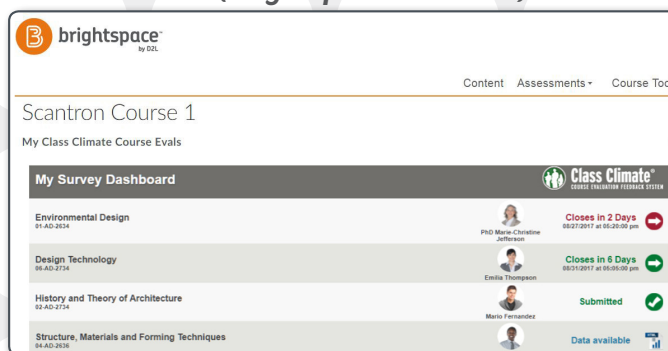 brightspace
by D2L
Content Assessments Course
Scantron Course 1
My Class Climate Course Evals
My Survey Dashboard
Class Climate®
COURSE EVALUATION FEEDBACK SYSTEM
Environmental Design
01-AD-2634
PhD Marie-Christine
Jefferson
Closes in 2 Days
08/27/2017 at 05:20:00 pm
Design Technology
06-AD-2734
Emilia Thompson
Closes in 6 Days
08/31/2017 at 05:05:00 pm
History and Theory of Architecture
02-AD-2734
Mario Fernandez
Submitted
Structure, Materials and Forming Techniques
04-AD-2636
Data available